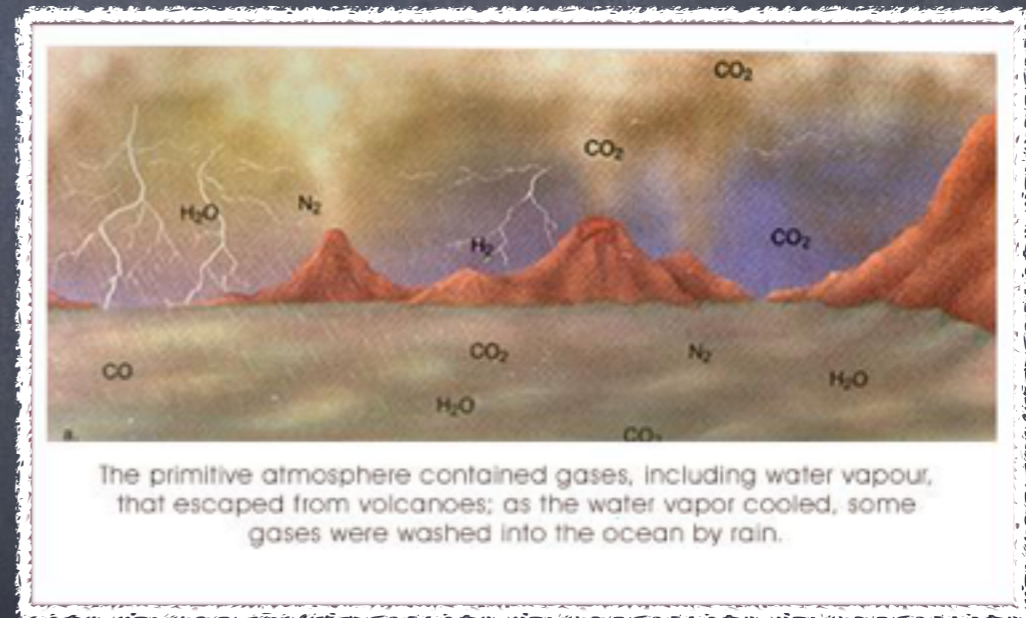 CO₂
CO₂
H₂O N₂
H₂ CO₂
CO CO₂ N₂ H₂O
H₂O
CO₂
a.
The primitive atmosphere contained gases, including water vapour,
that escaped from volcanoes; as the water vapor cooled, some
gases were washed into the ocean by rain.